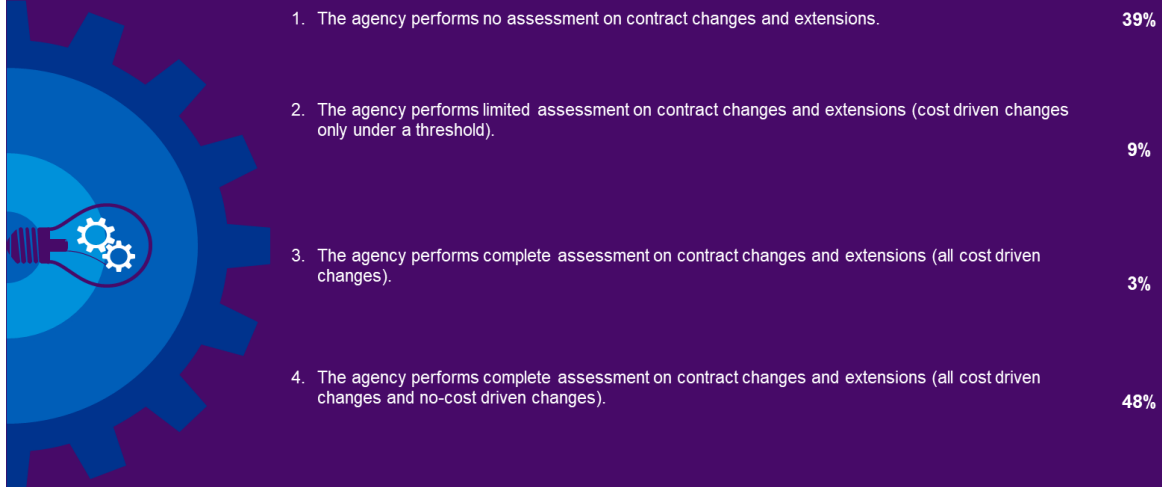 1. The agency performs no assessment on contract changes and extensions. 39%
2. The agency performs limited assessment on contract changes and extensions (cost driven changes
only under a threshold).
9%
3. The agency performs complete assessment on contract changes and extensions (all cost driven
changes).
3%
4. The agency performs complete assessment on contract changes and extensions (all cost driven
changes and no-cost driven changes).
48%